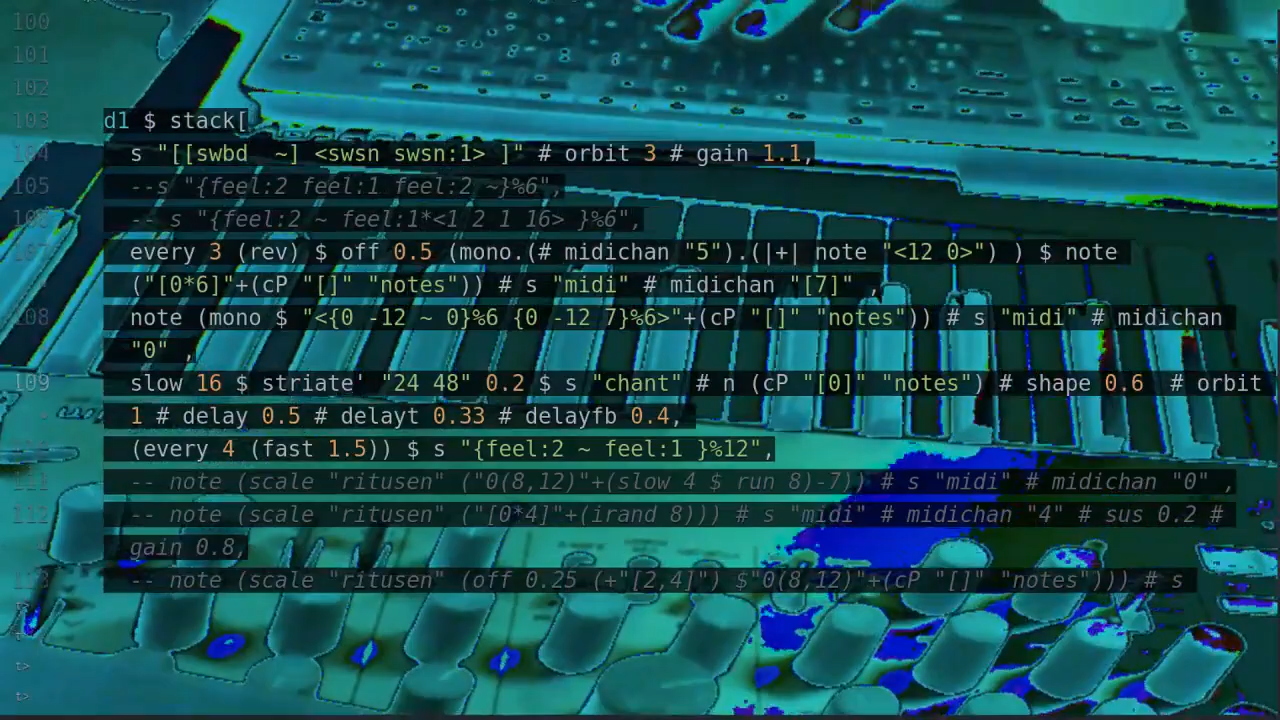 100
101
102
103 d1 $ stack[
104 s "[[swbd  ~] <swsn swsn:1> ]" # orbit 3 # gain 1.1,
105 --s "{feel:2 feel:1 feel:2 ~}%6",
106 -- s "{feel:2 ~ feel:1*<1 2 1 16> }%6",
107 every 3 (rev) $ off 0.5 (mono.(# midichan "5").(|+| note "<12 0>") ) $ note
("[0*6]"+(cP "[]" "notes")) # s "midi" # midichan "[7]" ,
108 note (mono $ "<{0 -12 ~ 0}%6 {0 -12 7}%6>"+(cP "[]" "notes")) # s "midi" # midichan
"0" ,
109 slow 16 $ striate' "24 48" 0.2 $ s "chant" # n (cP "[0]" "notes") # shape 0.6  # orbit
1 # delay 0.5 # delayt 0.33 # delayfb 0.4,
(every 4 (fast 1.5)) $ s "{feel:2 ~ feel:1 }%12",
111 -- note (scale "ritusen" ("0(8,12)"+(slow 4 $ run 8)-7)) # s "midi" # midichan "0" ,
112 -- note (scale "ritusen" ("[0*4]"+(irand 8))) # s "midi" # midichan "4" # sus 0.2 #
gain 0.8,
113 -- note (scale "ritusen" (off 0.25 (+"[2,4]") $"0(8,12)"+(cP "[]" "notes"))) # s
t>
t>